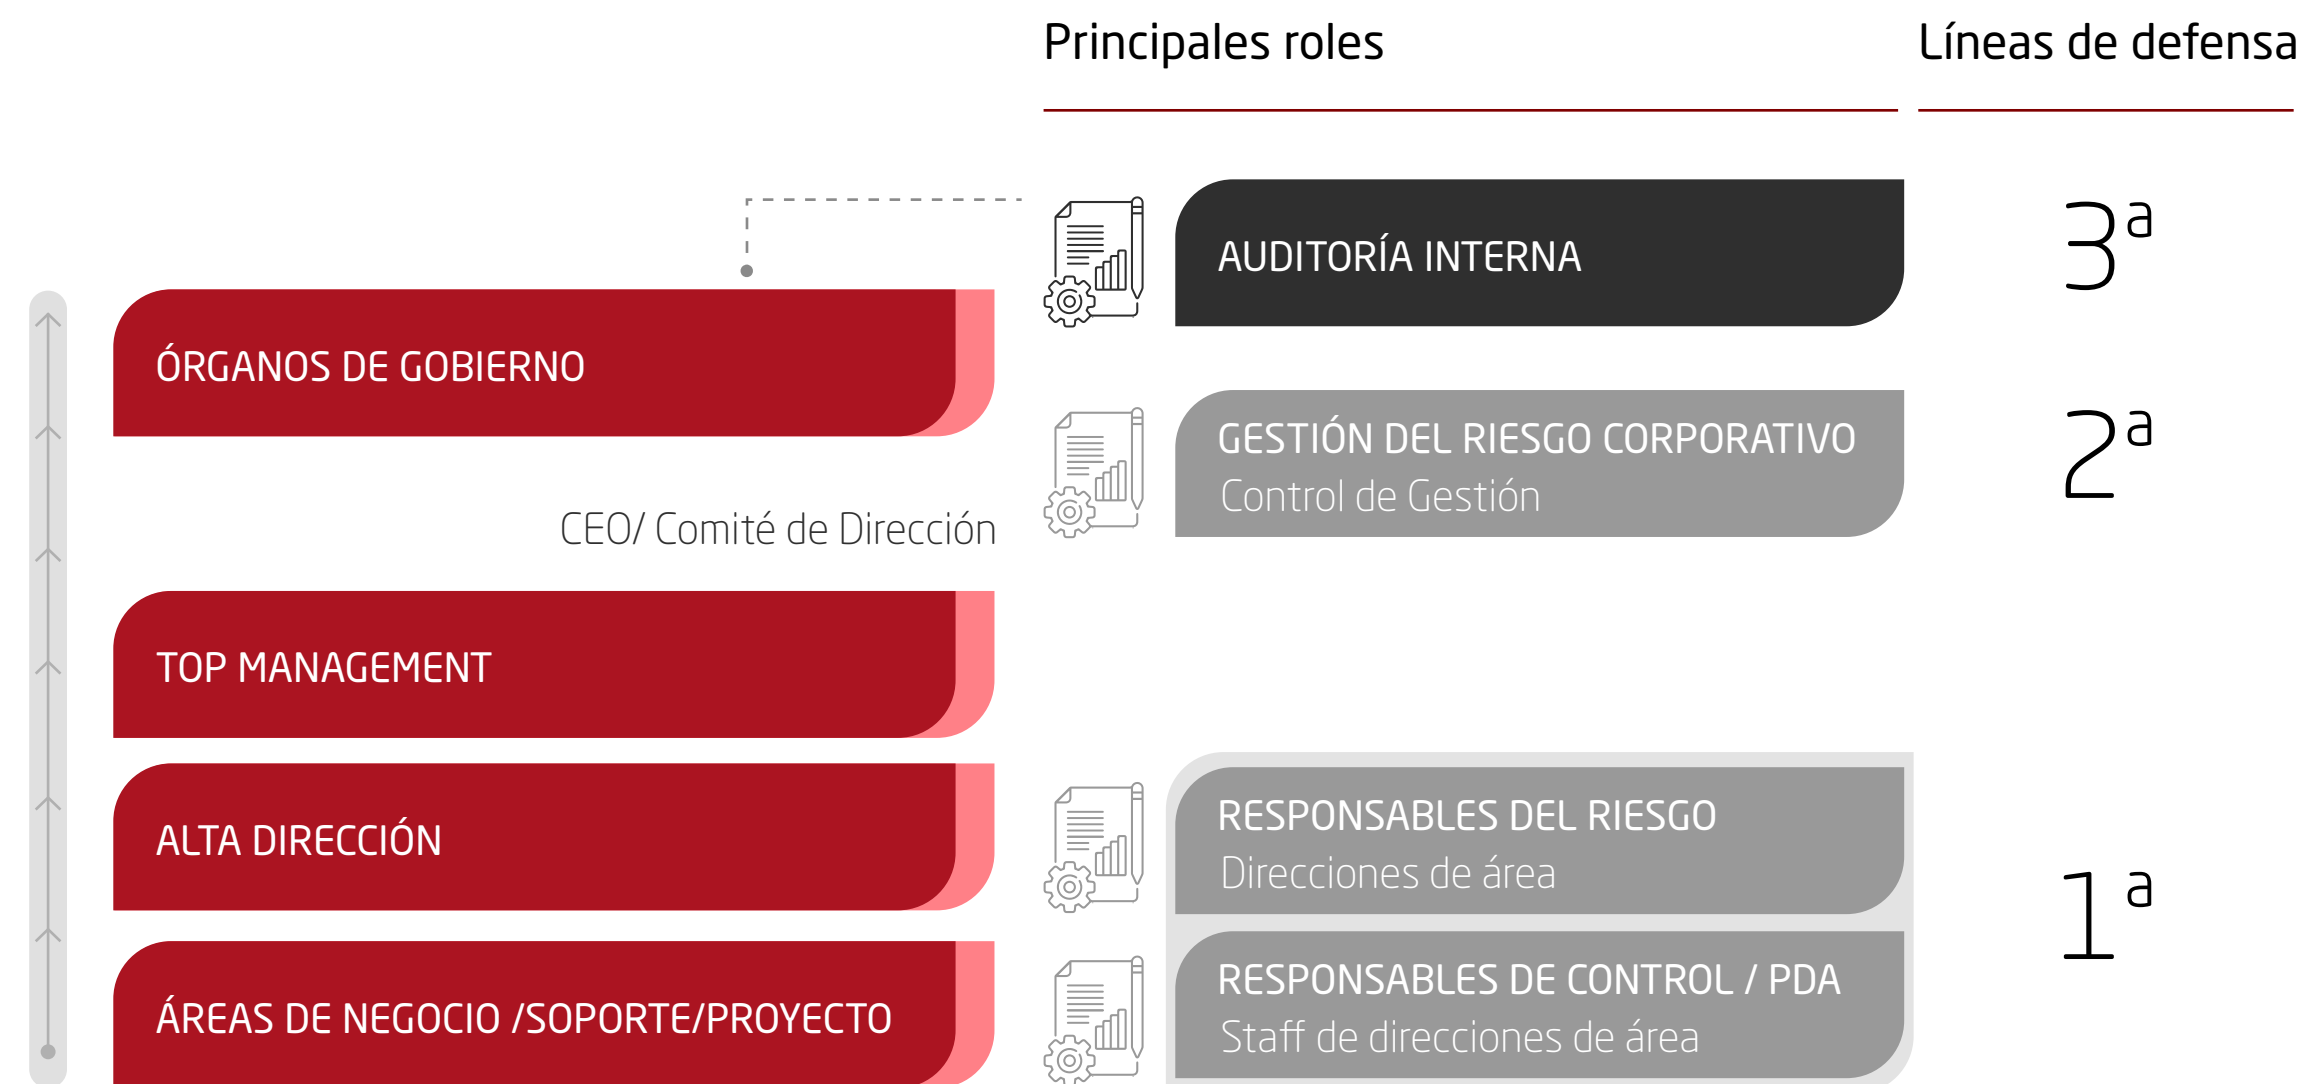 Principales roles
Líneas de defensa
AUDITORÍA INTERNA
3ª
ÓRGANOS DE GOBIERNO
GESTIÓN DEL RIESGO CORPORATIVO
Control de Gestión
2ª
CEO/ Comité de Dirección
TOP MANAGEMENT
ALTA DIRECCIÓN
RESPONSABLES DEL RIESGO
Direcciones de área
1ª
ÁREAS DE NEGOCIO /SOPORTE/PROYECTO
RESPONSABLES DE CONTROL / PDA
Staff de direcciones de área